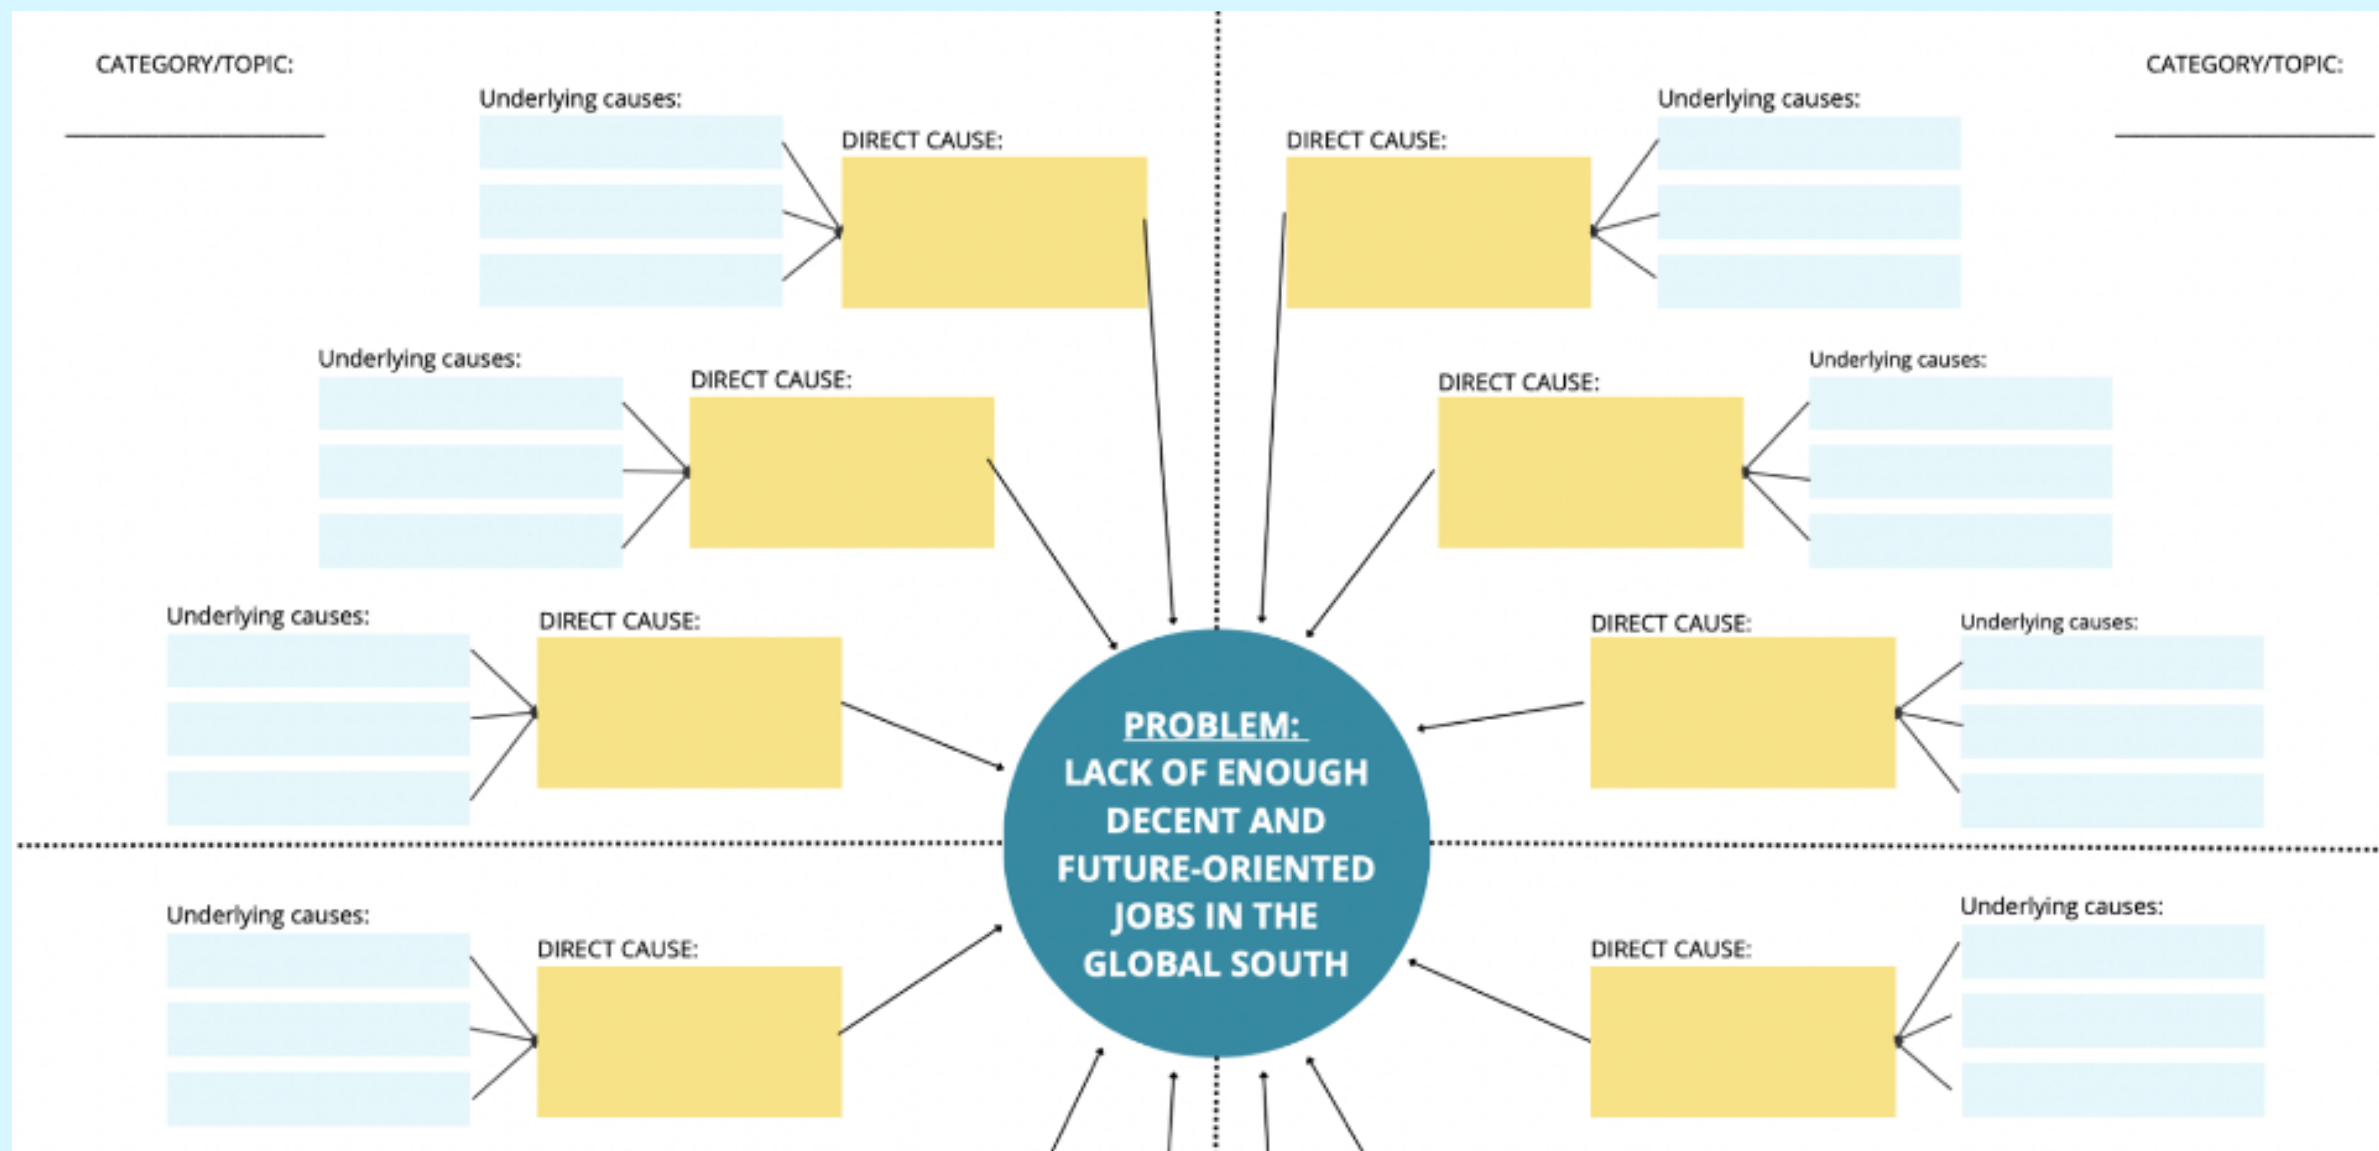 CATEGORY/TOPIC:
Underlying causes:
DIRECT CAUSE:
Underlying causes:
DIRECT CAUSE:
Underlying causes:
DIRECT CAUSE:
CATEGORY/TOPIC:
Underlying causes:
DIRECT CAUSE:
Underlying causes:
DIRECT CAUSE:
Underlying causes:
DIRECT CAUSE:
PROBLEM:
LACK OF ENOUGH
DECENT AND
FUTURE-ORIENTED
JOBS IN THE
GLOBAL SOUTH
Underlying causes:
DIRECT CAUSE:
Underlying causes:
DIRECT CAUSE: